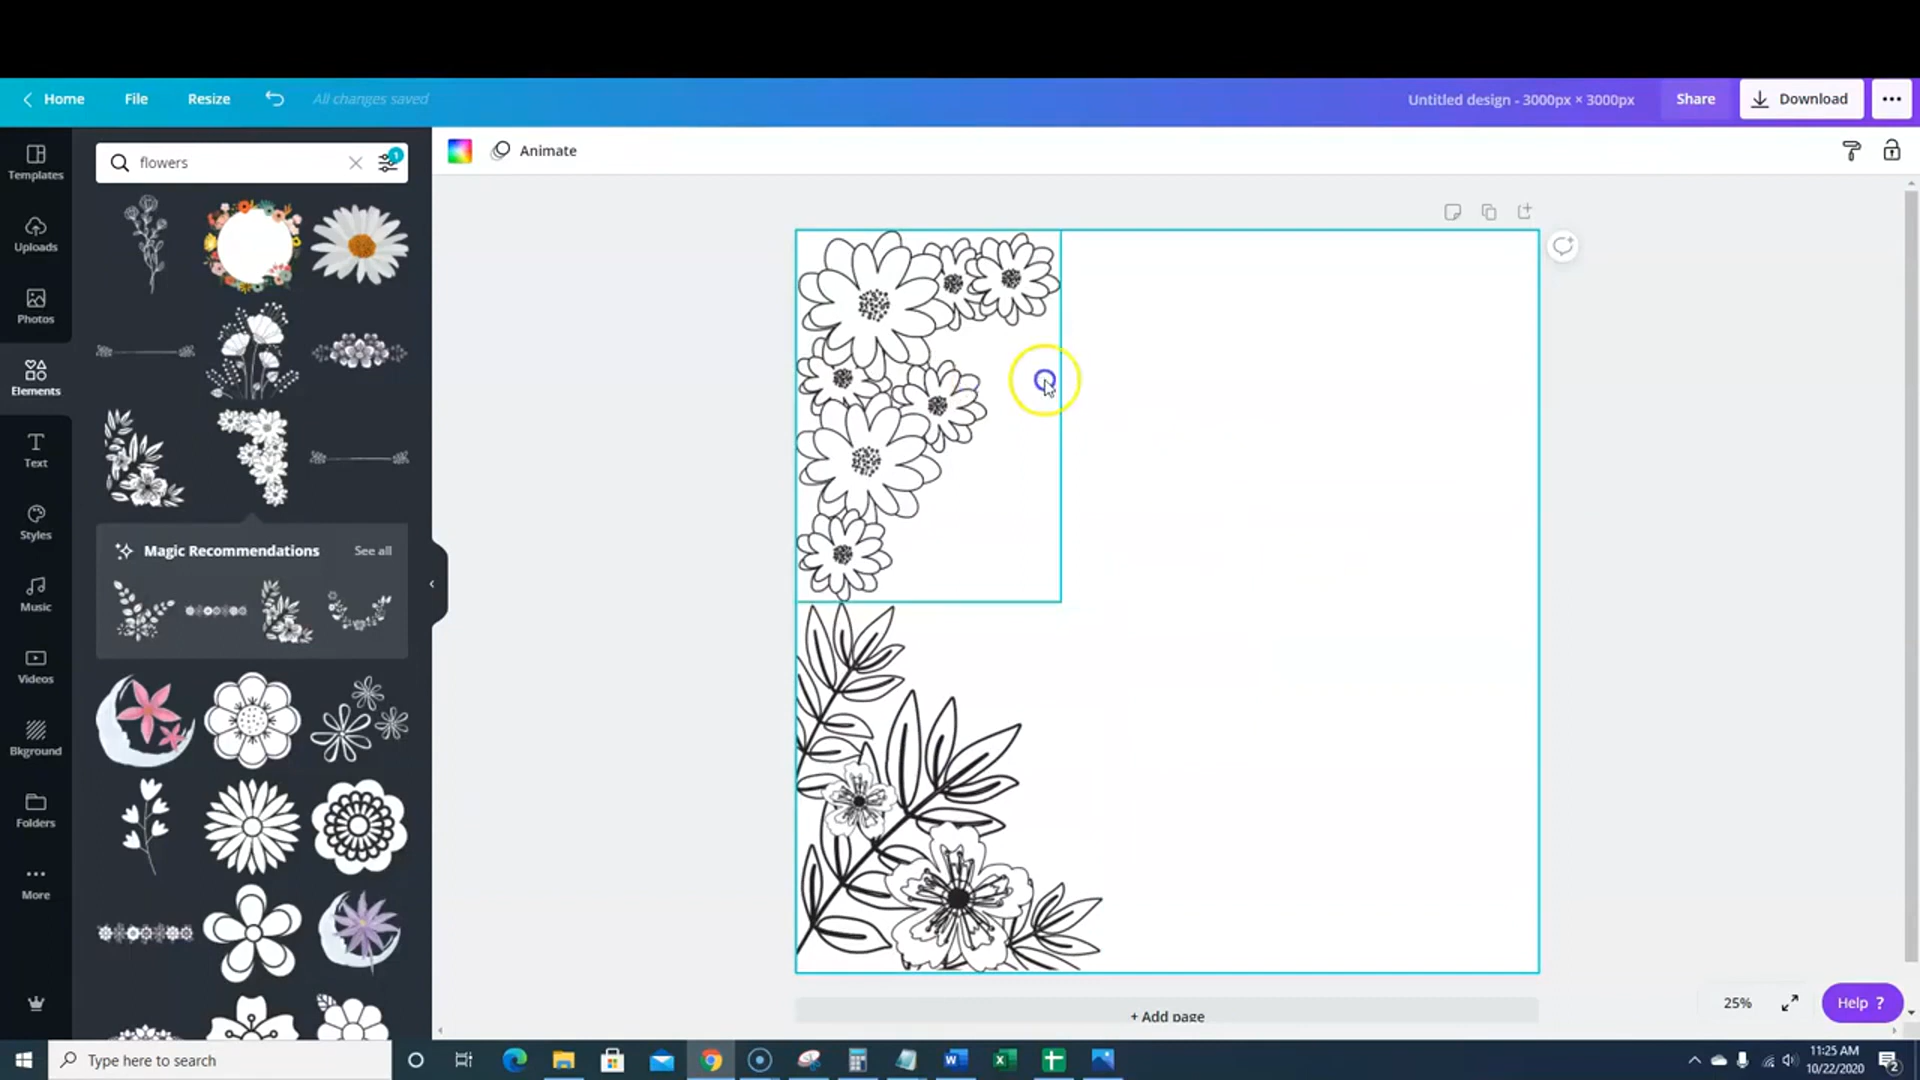 Home
File
Resize
All changes saved
Untitled design - 3000px × 3000px
Share
Download
Templates
Uploads
Photos
Elements
Text
Styles
Music
Videos
Bkground
Folders
More
flowers
Animate
Magic Recommendations
See all
1
+ Add page
25%
Help ?
Type here to search
11:25 AM
10/22/2020
2